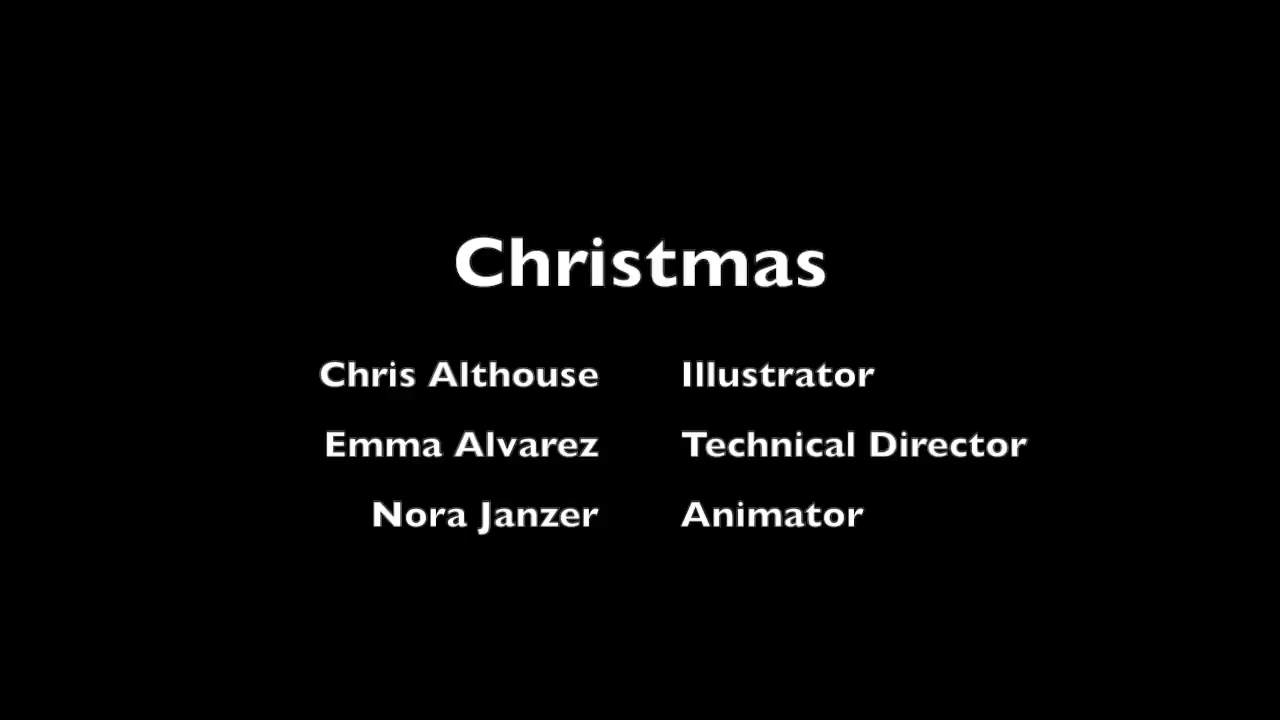 Christmas
Chris Althouse Illustrator
Emma Alvarez Technical Director
Nora Janzer Animator